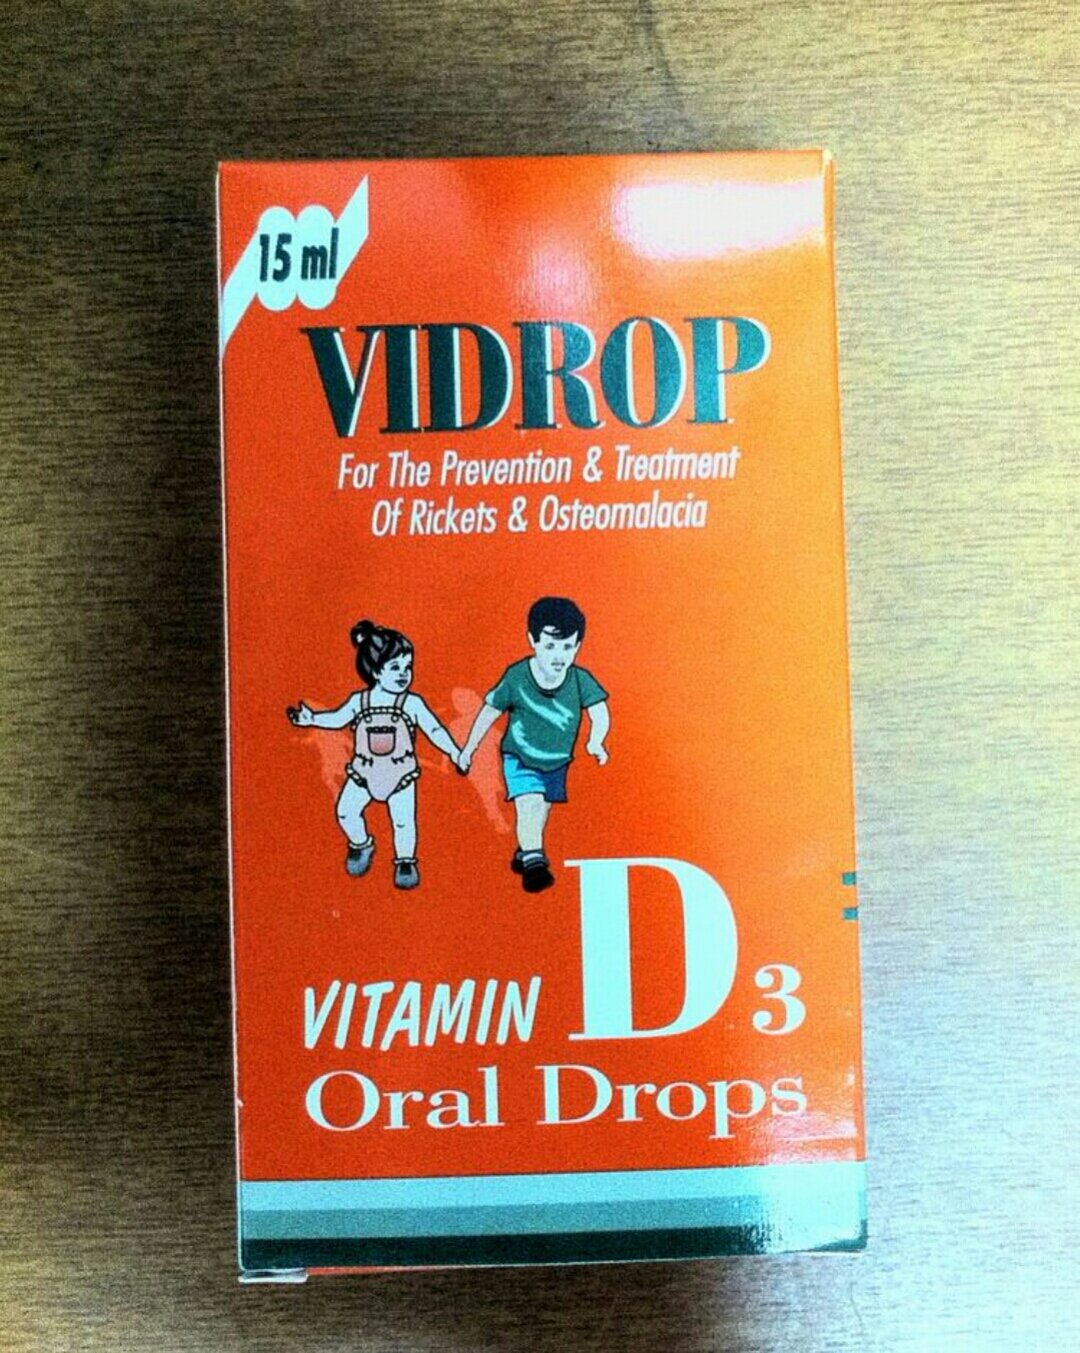 15 ml
VIDROP
For The Prevention & Treatment
Of Rickets & Osteomalacia
VITAMIN D3
Oral Drops